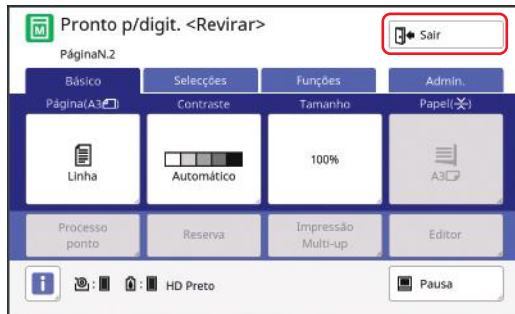 Pronto p/digit. <Revirar>
Sair
PáginaN.2
Básico
Selecções
Funções
Admin.
Página(A3)
Contraste
Tamanho
Papel()
Linha
Automático
100%
A3
Processo
ponto
Reserva
Impressão
Multi-up
Editor
i
:
:
HD Preto
Pausa